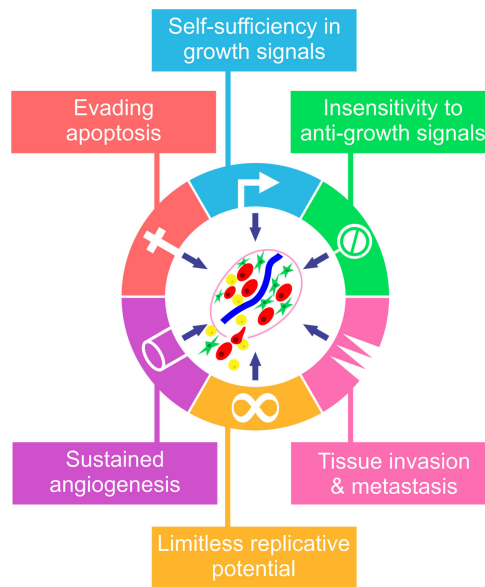 Self-sufficiency in
growth signals
Evading
apoptosis
Insensitivity to
anti-growth signals
Sustained
angiogenesis
Tissue invasion
& metastasis
Limitless replicative
potential